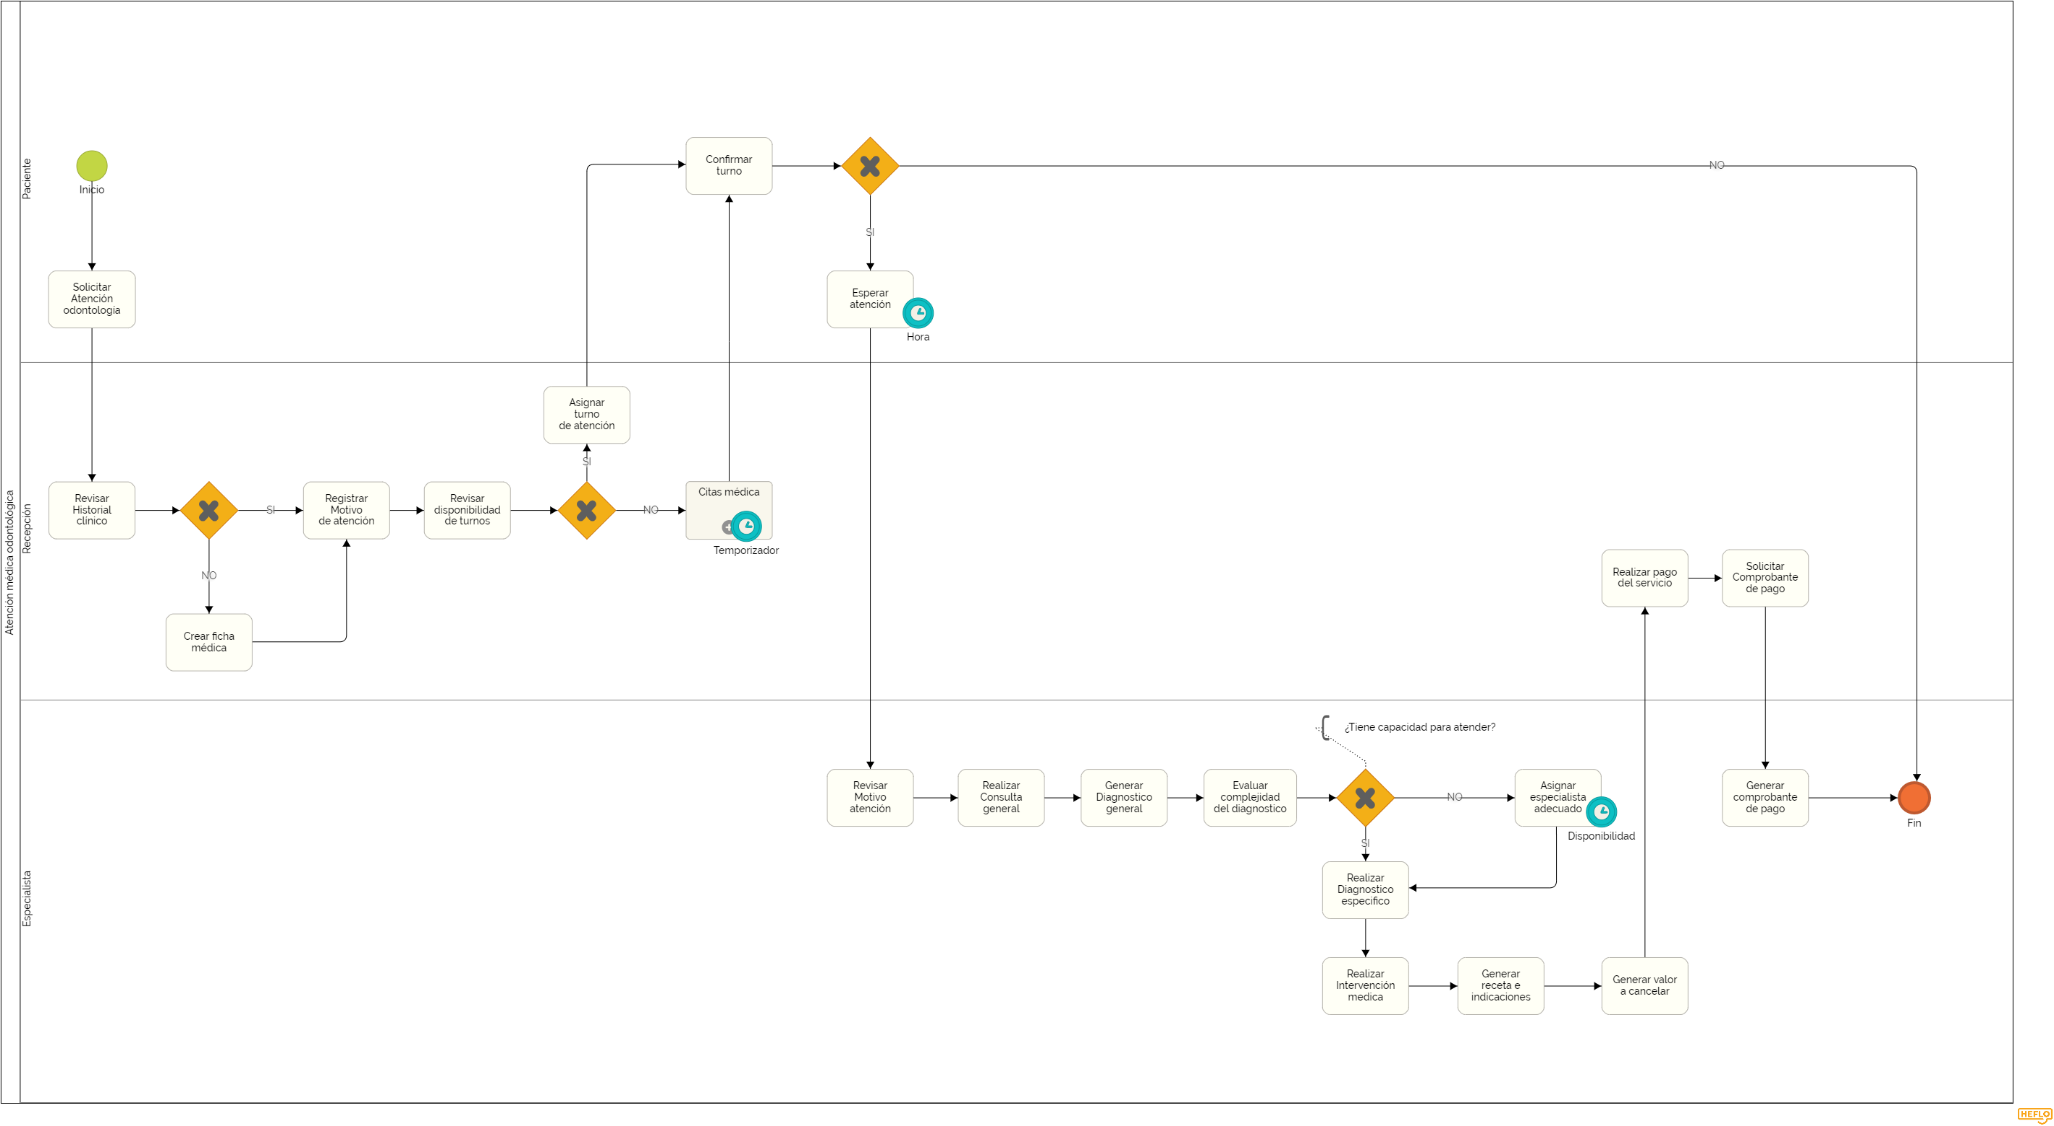 Atención médica odontológica
Paciente
Inicio
Solicitar
Atención
odontologia
Confirmar
turno
NO
SI
Esperar
atención
Hora
Recepción
Asignar
turno
de atención
SI
Revisar
Historial
clínico
SI
Registrar
Motivo
de atención
Revisar
disponibilidad
de turnos
NO
Citas médica
Temporizador
NO
Crear ficha
médica
Realizar pago
del servicio
Solicitar
Comprobante
de pago
Especialista
¿Tiene capacidad para atender?
Revisar
Motivo
atención
Realizar
Consulta
general
Generar
Diagnostico
general
Evaluar
complejidad
del diagnostico
NO
Asignar
especialista
adecuado
Disponibilidad
Generar
comprobante
de pago
Fin
SI
Realizar
Diagnostico
especifico
Realizar
Intervención
medica
Generar
receta e
indicaciones
Generar valor
a cancelar
HEFLO